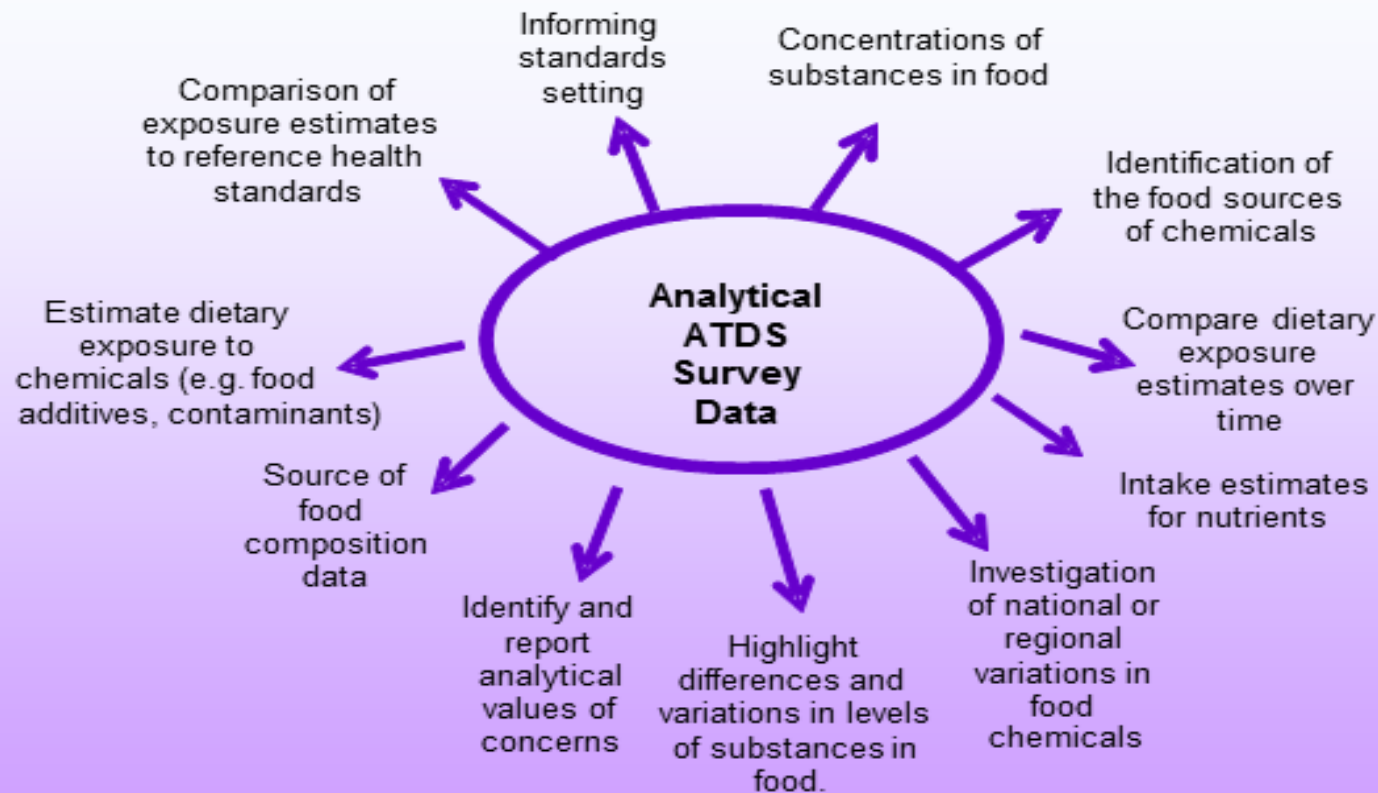 Informing
standards
setting
Concentrations of
substances in food
Comparison of
exposure estimates
to reference health
standards
Identification of
the food sources
of chemicals
Analytical
ATDS
Survey
Data
Estimate dietary
exposure to
chemicals (e.g. food
additives, contaminants)
Compare dietary
exposure
estimates over
time
Source of
food
composition
data
Intake estimates
for nutrients
Identify and
report
analytical
values of
concerns
Highlight
differences and
variations in levels
of substances in
food.
Investigation
of national or
regional
variations in
food
chemicals